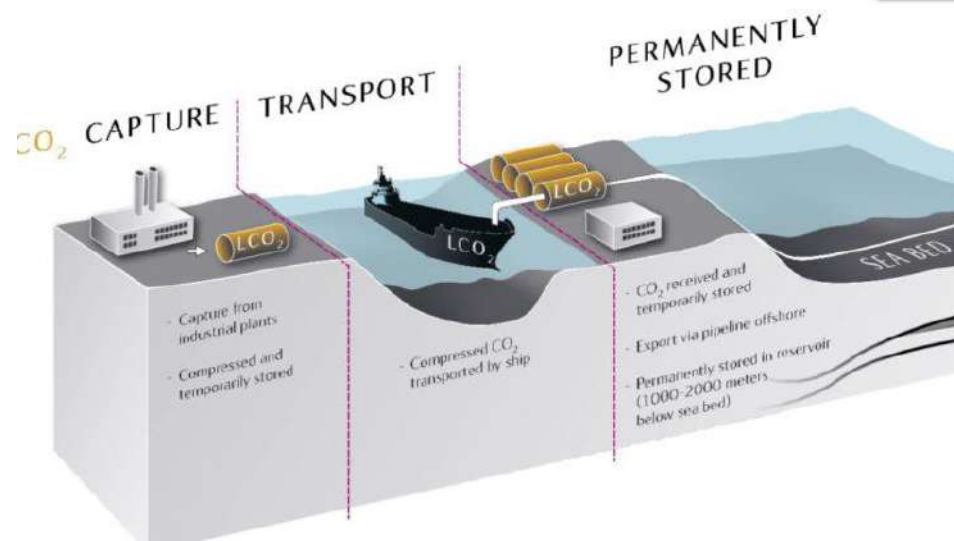 CO₂ CAPTURE
TRANSPORT
PERMANENTLY
STORED
LCO₂
LCO₂
LCO₂
SEA BED
- Capture from
industrial plants
- Compressed and
temporarily stored
- Compressed CO₂
transported by ship
- CO₂ received and
temporarily stored
- Export via pipeline offshore
- Permanently stored in reservoir
(1000-2000 meters
below sea bed)